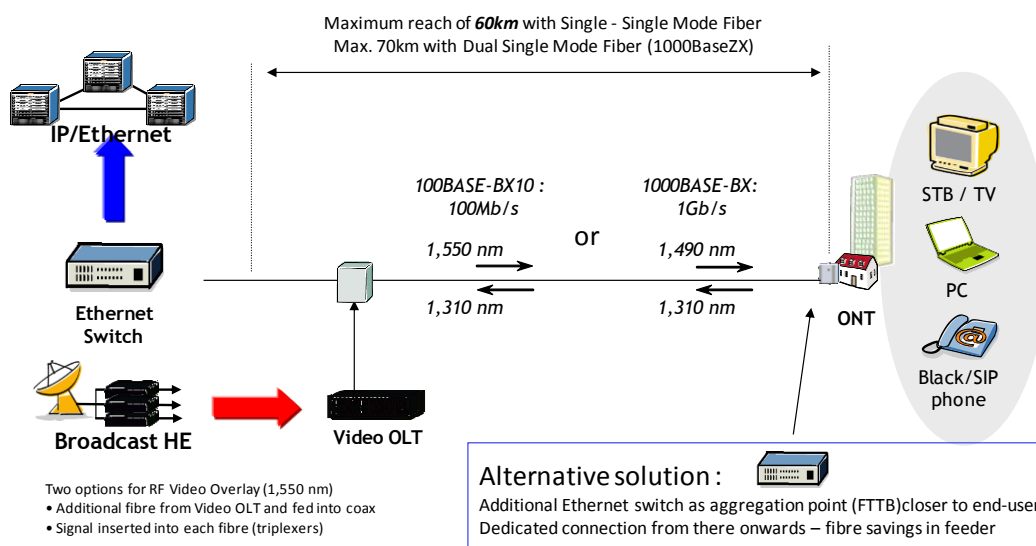 Maximum reach of 60km with Single - Single Mode Fiber
Max. 70km with Dual Single Mode Fiber (1000BaseZX)
IP/Ethernet
100BASE-BX10 :
100Mb/s
1000BASE-BX:
1Gb/s
or
1,550 nm
1,490 nm
1,310 nm
1,310 nm
STB / TV
PC
Black/SIP
phone
ONT
Ethernet
Switch
Broadcast HE
Video OLT
Two options for RF Video Overlay (1,550 nm)
• Additional fibre from Video OLT and fed into coax
• Signal inserted into each fibre (triplexers)
Alternative solution :
Additional Ethernet switch as aggregation point (FTTB)closer to end-user
Dedicated connection from there onwards – fibre savings in feeder